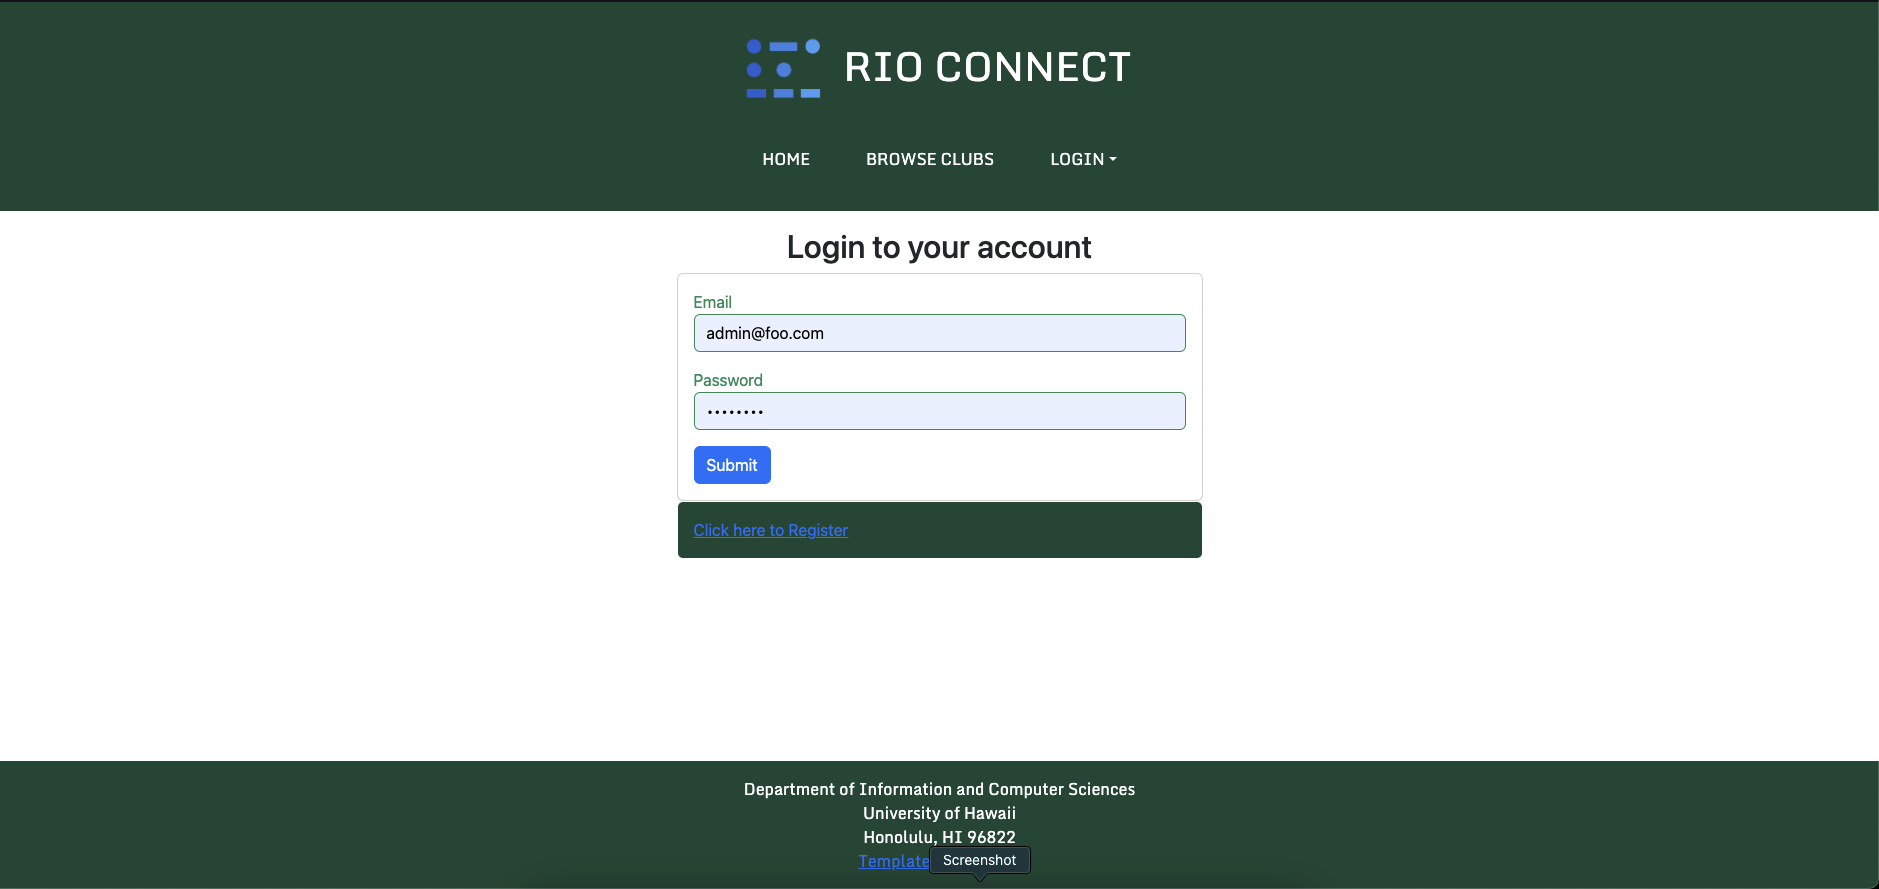 RIO CONNECT
HOME BROWSE CLUBS LOGIN
Login to your account
Email
admin@foo.com
Password
••••••••
Submit
Click here to Register
Department of Information and Computer Sciences
University of Hawaii
Honolulu, HI 96822
Template
Screenshot